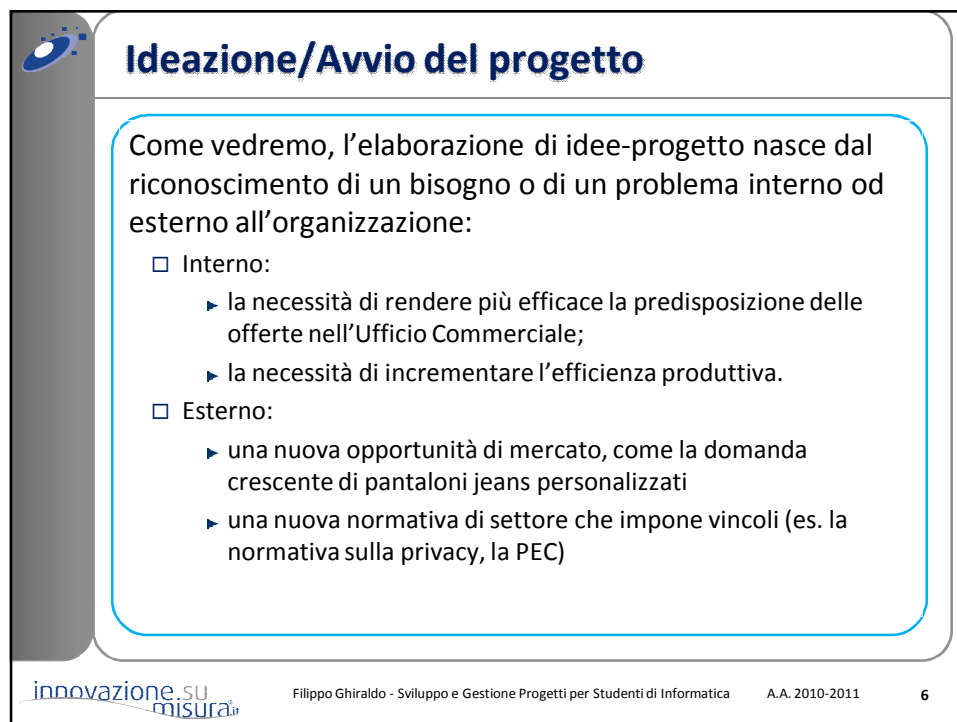 Ideazione/Avvio del progetto
Come vedremo, l’elaborazione di idee-progetto nasce dal
riconoscimento di un bisogno o di un problema interno od
esterno all’organizzazione:
Interno:
la necessità di rendere più efficace la predisposizione delle
offerte nell’Ufficio Commerciale;
la necessità di incrementare l’efficienza produttiva.
Esterno:
una nuova opportunità di mercato, come la domanda
crescente di pantaloni jeans personalizzati
una nuova normativa di settore che impone vincoli (es. la
normativa sulla privacy, la PEC)
innovazione.su
misura.it
Filippo Ghiraldo - Sviluppo e Gestione Progetti per Studenti di Informatica A.A. 2010-2011 6